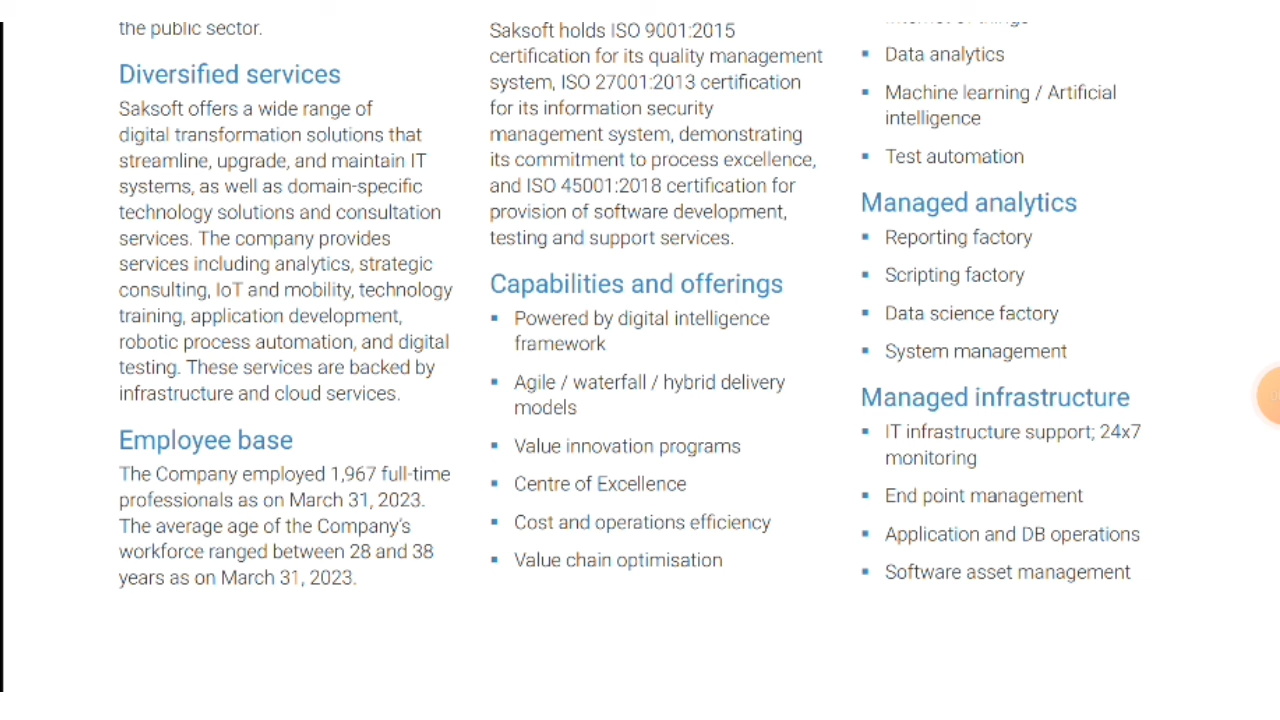 the public sector.
Diversified services
Saksoft offers a wide range of
digital transformation solutions that
streamline, upgrade, and maintain IT
systems, as well as domain-specific
technology solutions and consultation
services. The company provides
services including analytics, strategic
consulting, IoT and mobility, technology
training, application development,
robotic process automation, and digital
testing. These services are backed by
infrastructure and cloud services.
Employee base
The Company employed 1,967 full-time
professionals as on March 31, 2023.
The average age of the Company's
workforce ranged between 28 and 38
years as on March 31, 2023.
Saksoft holds ISO 9001:2015
certification for its quality management
system, ISO 27001:2013 certification
for its information security
management system, demonstrating
its commitment to process excellence,
and ISO 45001:2018 certification for
provision of software development,
testing and support services.
Capabilities and offerings
▪ Powered by digital intelligence
framework
▪ Agile / waterfall / hybrid delivery
models
▪ Value innovation programs
▪ Centre of Excellence
▪ Cost and operations efficiency
▪ Value chain optimisation
Internet of things
▪ Data analytics
▪ Machine learning / Artificial
intelligence
▪ Test automation
Managed analytics
▪ Reporting factory
▪ Scripting factory
▪ Data science factory
▪ System management
Managed infrastructure
▪ IT infrastructure support; 24x7
monitoring
▪ End point management
▪ Application and DB operations
▪ Software asset management